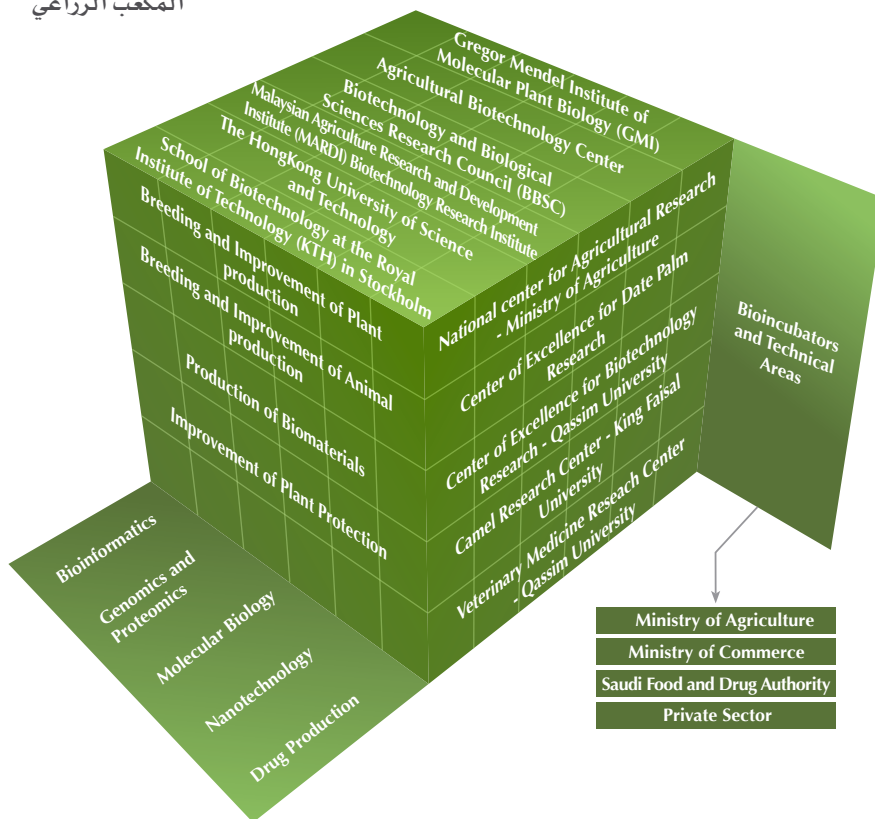 المكعب الزراعي
Gregor Mendel Institute of
Molecular Plant Biology (GMI)
Agricultural Biotechnology Center
Biotechnology and Biological
Sciences Research Council (BBSC)
Malaysian Agriculture Research and Development
Institute (MARDI) Biotechnology Research Institute
The HongKong University of Science
and Technology
School of Biotechnology at the Royal
Institute of Technology (KTH) in Stockholm
Breeding and Improvement of Plant
production
Breeding and Improvement of Animal
production
Production of Biomaterials
Improvement of Plant Protection
National center for Agricultural Research
- Ministry of Agriculture
Center of Excellence for Date Palm
Research
Center of Excellence for Biotechnology
Research - Qassim University
Camel Research Center - King Faisal
University
Veterinary Medicine Reseach Center
- Qassim University
Bioincubators
and Technical
Areas
Bioinformatics
Genomics and
Proteomics
Molecular Biology
Nanotechnology
Drug Production
Ministry of Agriculture
Ministry of Commerce
Saudi Food and Drug Authority
Private Sector